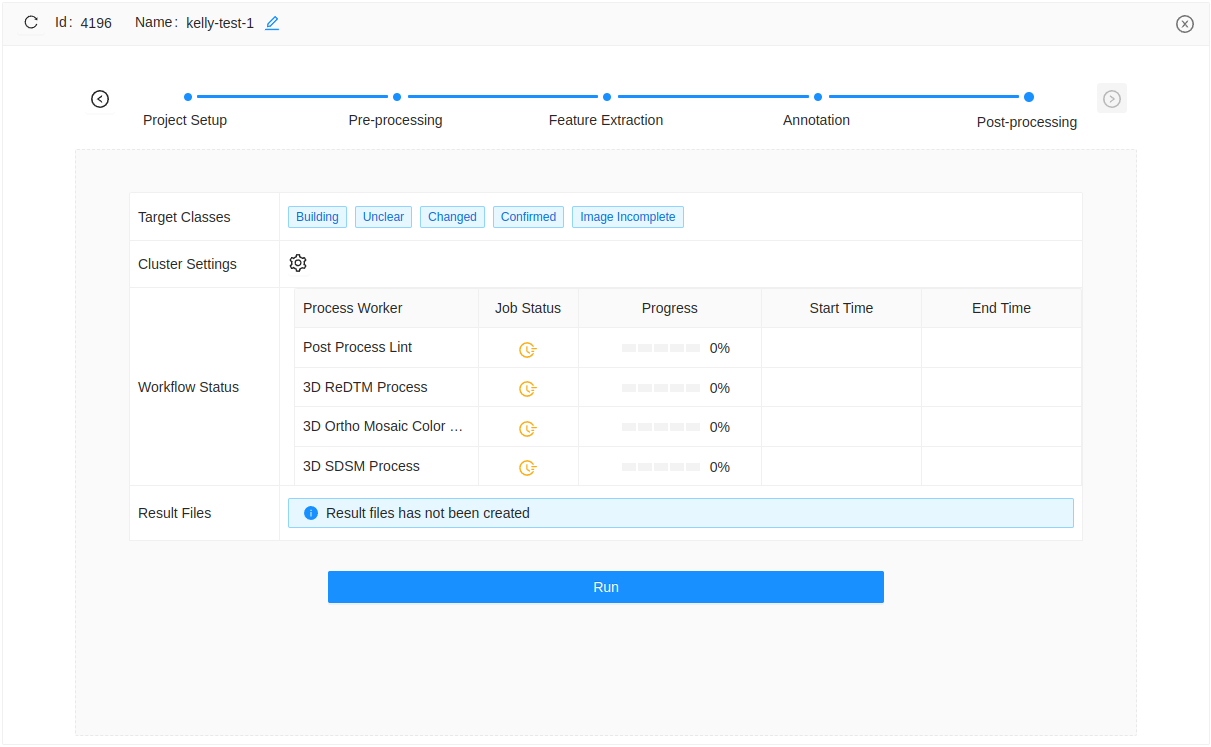 Id: 4196 Name: kelly-test-1
Project Setup Pre-processing Feature Extraction Annotation Post-processing
Target Classes Building Unclear Changed Confirmed Image Incomplete
Cluster Settings
Workflow Status
Process Worker Job Status Progress Start Time End Time
Post Process Lint 0%
3D ReDTM Process 0%
3D Ortho Mosaic Color ... 0%
3D SDSM Process 0%
Result Files Result files has not been created
Run